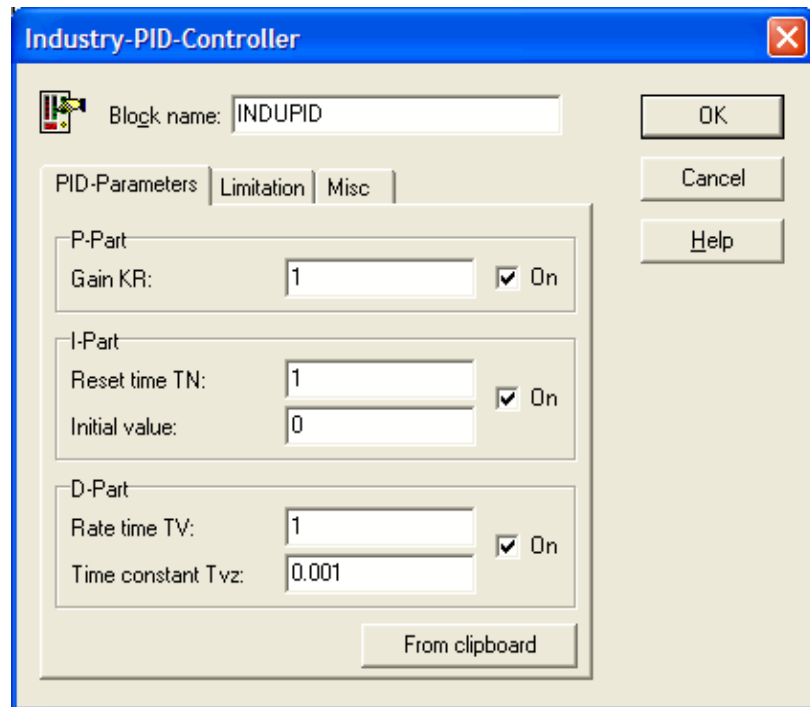 Industry-PID-Controller
Block name: INDUPID
OK
PID-Parameters Limitation Misc
Cancel
P-Part
Help
Gain KR: 1 On
I-Part
Reset time TN: 1
On
Initial value: 0
D-Part
Rate time TV: 1
On
Time constant Tvz: 0.001
From clipboard